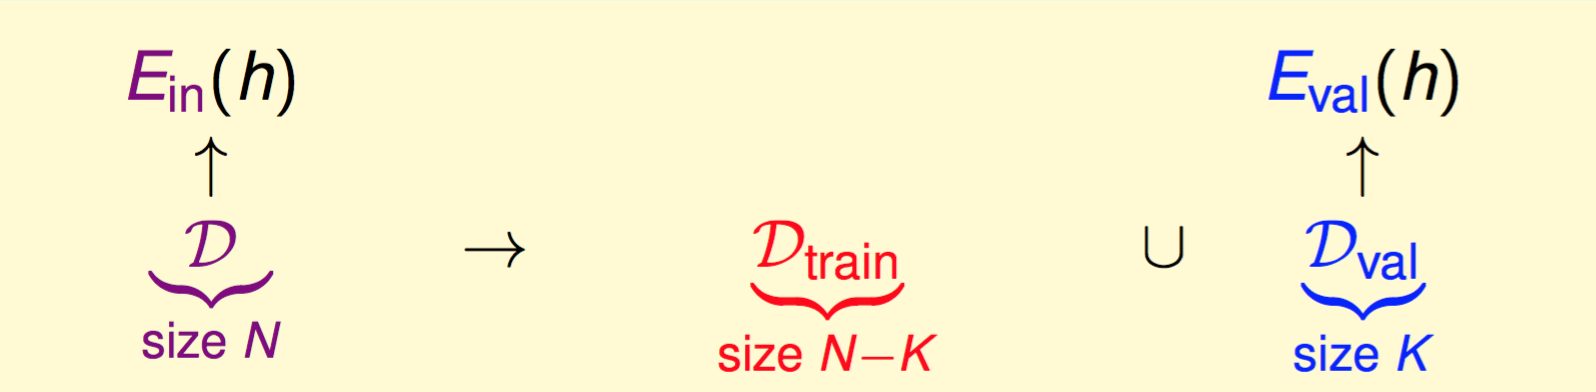 E_in(h) E_val(h)
↑ ↑
𝒟 → 𝒟_train ∪ 𝒟_val
size N size N−K size K